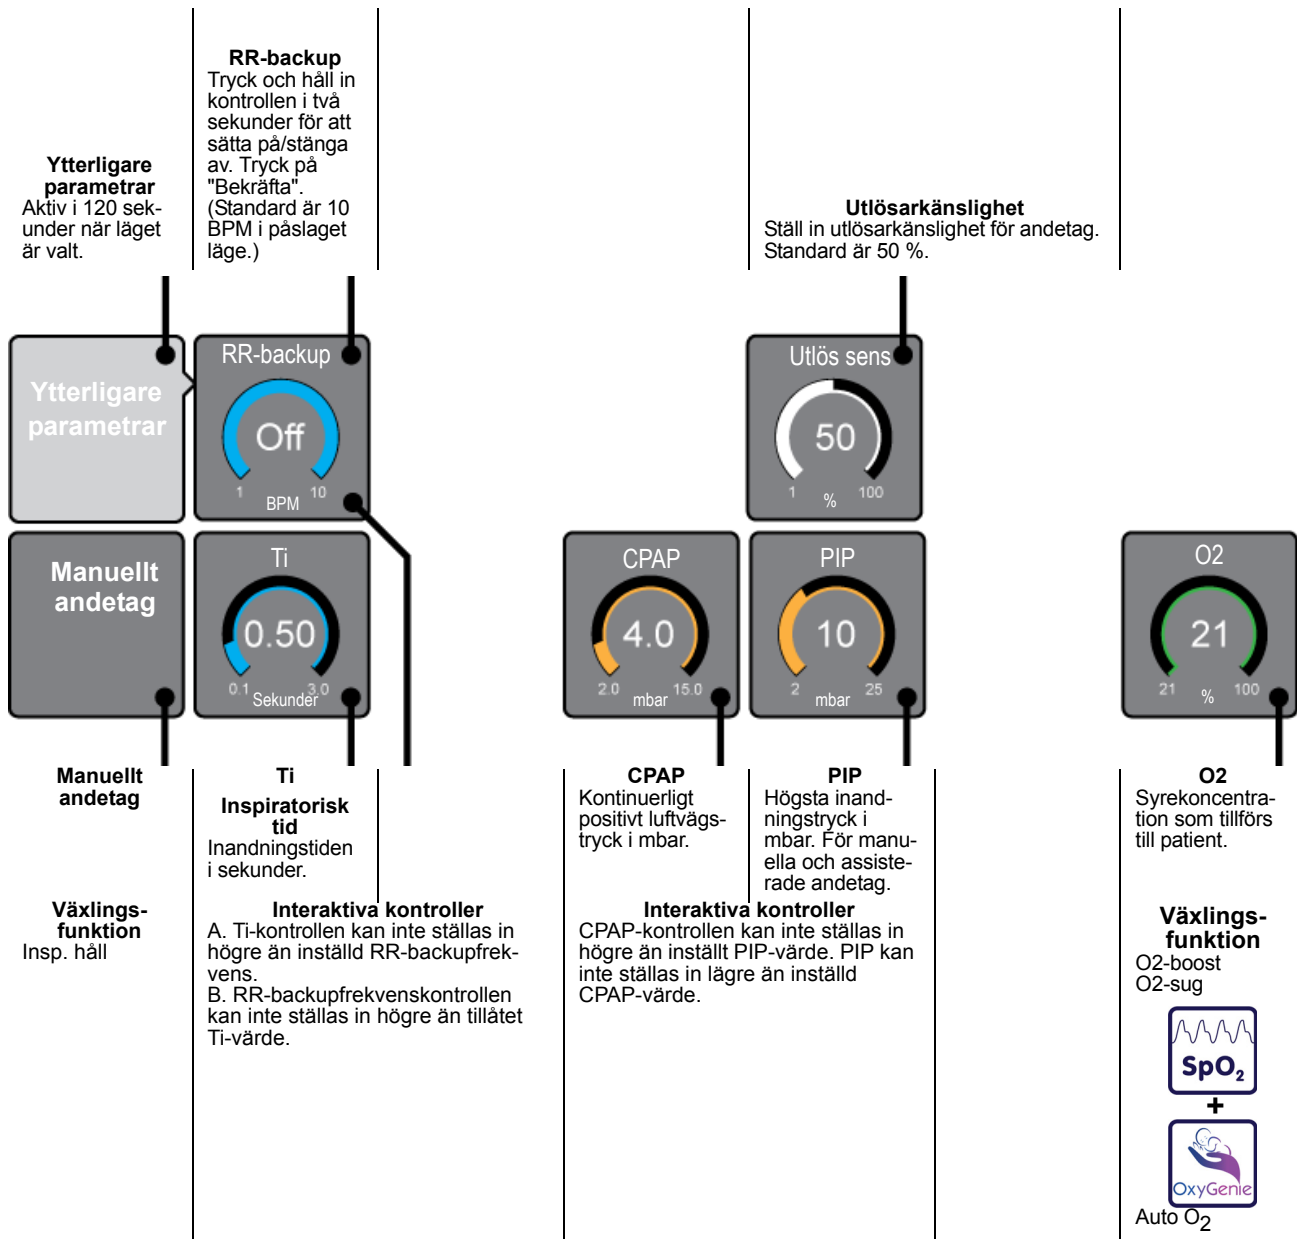 RR-backup
Tryck och håll in
kontrollen i två
sekunder för att
sätta på/stänga
av. Tryck på
"Bekräfta".
(Standard är 10
BPM i påslaget
läge.)
Ytterligare
parametrar
Aktiv i 120 sek-
under när läget
är valt.
Utlösarkänslighet
Ställ in utlösarkänslighet för andetag.
Standard är 50 %.
Ytterligare
parametrar
RR-backup
Off
1 10
BPM
Utlös sens
50
1 100
%
Manuellt
andetag
Ti
0.50
0.1 3.0
Sekunder
CPAP
4.0
2.0 15.0
mbar
PIP
10
2 25
mbar
O2
21
21 100
%
Manuellt
andetag
Växlings-
funktion
Insp. håll
Ti
Inspiratorisk
tid
Inandningstiden
i sekunder.
Interaktiva kontroller
A. Ti-kontrollen kan inte ställas in
högre än inställd RR-backupfrek-
vens.
B. RR-backupfrekvenskontrollen
kan inte ställas in högre än tillåtet
Ti-värde.
CPAP
Kontinuerligt
positivt luftvägs-
tryck i mbar.
PIP
Högsta inand-
ningstryck i
mbar. För manu-
ella och assiste-
rade andetag.
Interaktiva kontroller
CPAP-kontrollen kan inte ställas in
högre än inställt PIP-värde. PIP kan
inte ställas in lägre än inställd
CPAP-värde.
O2
Syrekoncentra-
tion som tillförs
till patient.
Växlings-
funktion
O2-boost
O2-sug
SpO₂
+
OxyGenie
Auto O₂